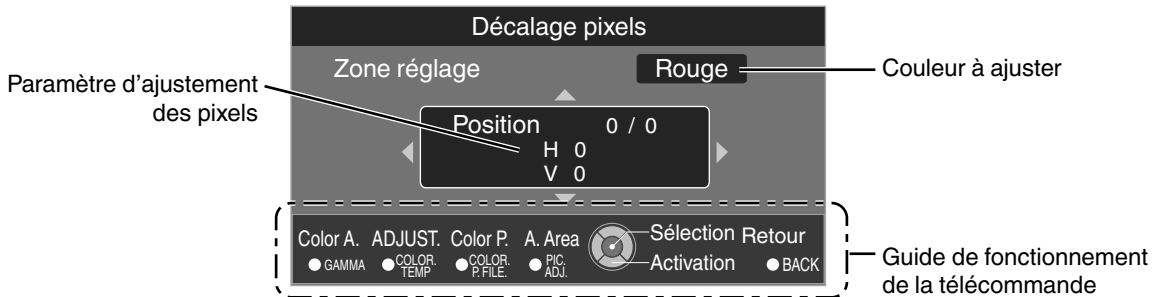 Décalage pixels
Zone réglage Rouge
Couleur à ajuster
Paramètre d'ajustement
des pixels
Position 0 / 0
H 0
V 0
Color A. ADJUST. Color P. A. Area Sélection Retour
GAMMA COLOR. TEMP COLOR. P. FILE. PIC. ADJ. Activation BACK
Guide de fonctionnement
de la télécommande